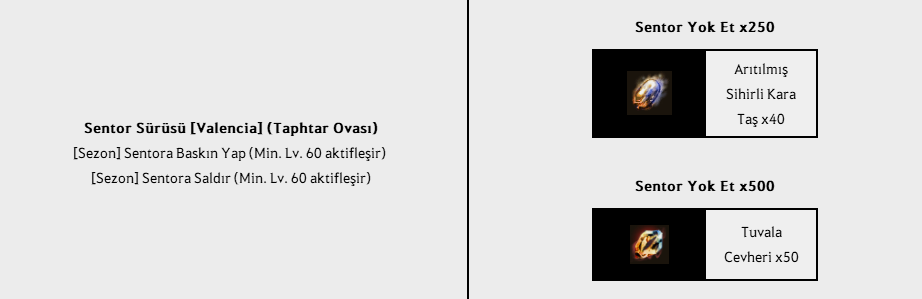 Sentor Sürüsü [Valencia] (Taphtar Ovası)
[Sezon] Sentora Baskın Yap (Min. Lv. 60 aktifleşir)
[Sezon] Sentora Saldır (Min. Lv. 60 aktifleşir)
Sentor Yok Et x250
Arıtılmış
Sihirli Kara
Taş x40
Sentor Yok Et x500
Tuvala
Cevheri x50